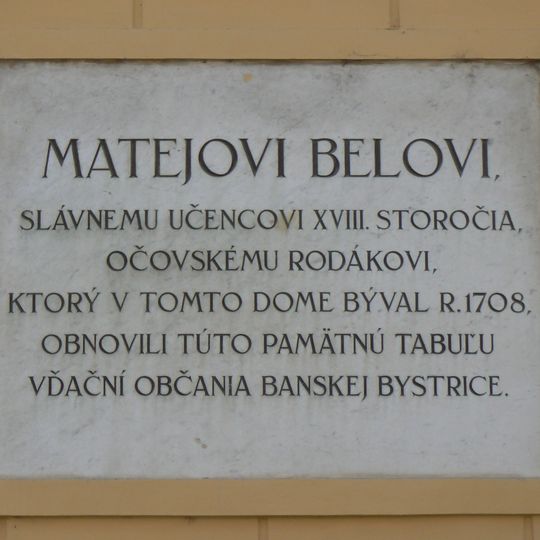 MATEJOVI BELOVI,
SLÁVNEMU UČENCOVI XVIII. STOROČIA,
OČOVSKÉMU RODÁKOVI,
KTORÝ V TOMTO DOME BÝVAL R.1708,
OBNOVILI TÚTO PAMÄTNÚ TABUĽU
VĎAČNÍ OBČANIA BANSKEJ BYSTRICE.